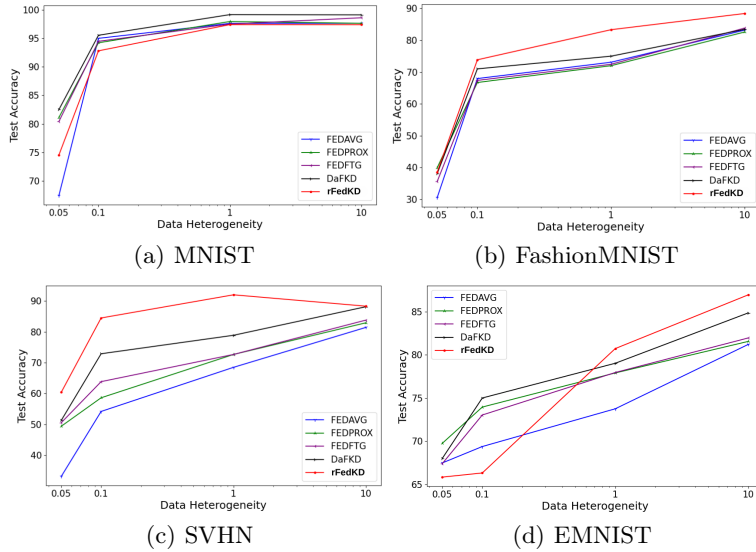 100
95
90
85
80
75
70
Test Accuracy
0.05
0.1
1
10
Data Heterogeneity
FEDAVG
FEDPROX
FEDFTG
DaFKD
rFedKD
(a) MNIST
90
80
70
60
50
40
30
Test Accuracy
0.05
0.1
1
10
Data Heterogeneity
FEDAVG
FEDPROX
FEDFTG
DaFKD
rFedKD
(b) FashionMNIST
90
80
70
60
50
40
Test Accuracy
0.05
0.1
1
10
Data Heterogeneity
FEDAVG
FEDPROX
FEDFTG
DaFKD
rFedKD
(c) SVHN
85
80
75
70
65
Test Accuracy
0.05
0.1
1
10
Data Heterogeneity
FEDAVG
FEDPROX
FEDFTG
DaFKD
rFedKD
(d) EMNIST